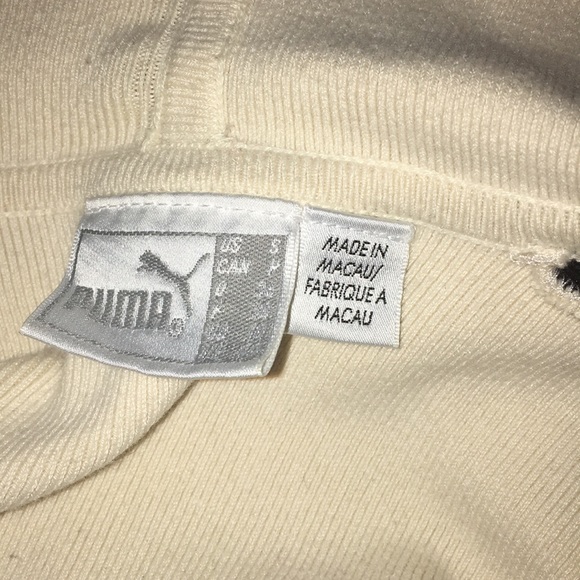 PUMA®
US S
CAN P
MADE IN
MACAU/
FABRIQUE A
MACAU